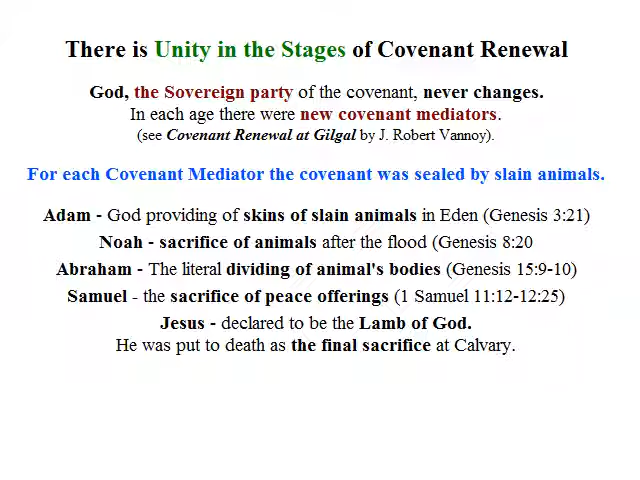 There is Unity in the Stages of Covenant Renewal
God, the Sovereign party of the covenant, never changes.
In each age there were new covenant mediators.
(see Covenant Renewal at Gilgal by J. Robert Vannoy).
For each Covenant Mediator the covenant was sealed by slain animals.
Adam - God providing of skins of slain animals in Eden (Genesis 3:21)
Noah - sacrifice of animals after the flood (Genesis 8:20
Abraham - The literal dividing of animal's bodies (Genesis 15:9-10)
Samuel - the sacrifice of peace offerings (1 Samuel 11:12-12:25)
Jesus - declared to be the Lamb of God.
He was put to death as the final sacrifice at Calvary.